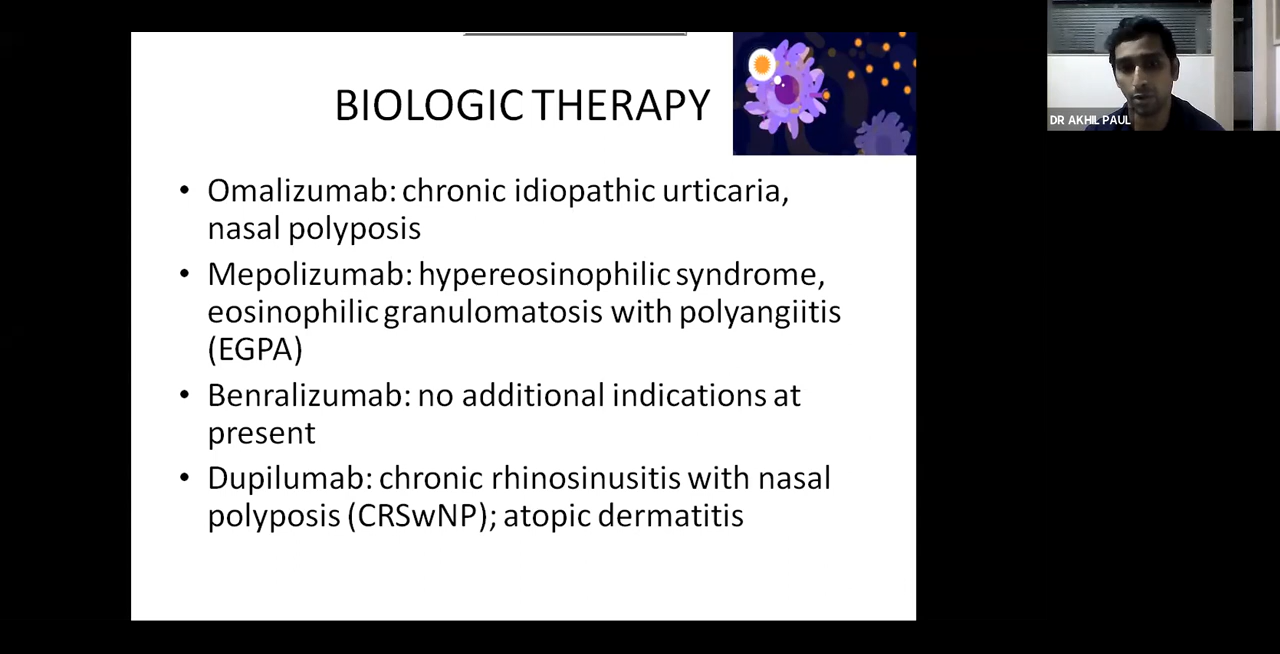 BIOLOGIC THERAPY
• Omalizumab: chronic idiopathic urticaria,
nasal polyposis
• Mepolizumab: hypereosinophilic syndrome,
eosinophilic granulomatosis with polyangiitis
(EGPA)
• Benralizumab: no additional indications at
present
• Dupilumab: chronic rhinosinusitis with nasal
polyposis (CRSwNP); atopic dermatitis
DR AKHIL PAUL